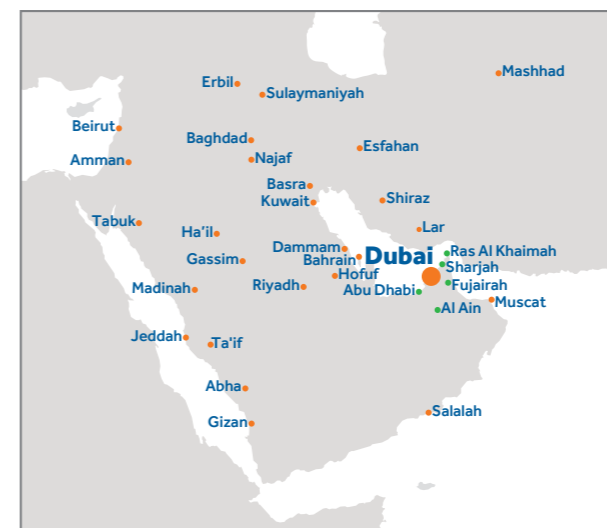 Mashhad
Erbil
Sulaymaniyah
Beirut
Baghdad
Esfahan
Amman
Najaf
Basra
Kuwait
Shiraz
Tabuk
Ha'il
Lar
Dammam
Bahrain
Dubai
Ras Al Khaimah
Gassim
Sharjah
Hofuf
Madinah
Riyadh
Abu Dhabi
Fujairah
Muscat
Al Ain
Jeddah
Ta'if
Abha
Salalah
Gizan